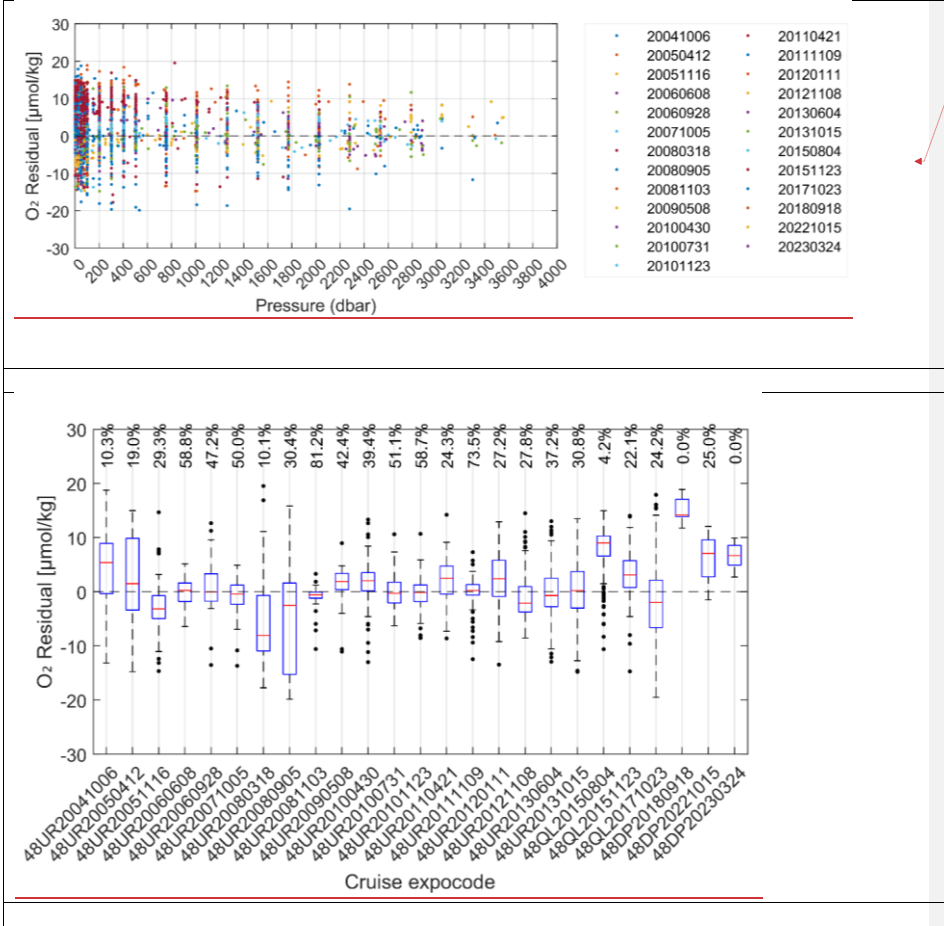 30
20
10
0
-10
-20
-30
O₂ Residual [µmol/kg]
0 200 400 600 800 1000 1200 1400 1600 1800 2000 2200 2400 2600 2800 3000 3200 3400 3600 3800 4000
Pressure (dbar)
20041006 20110421
20050412 20111109
20051116 20120111
20060608 20121108
20060928 20130604
20071005 20131015
20080318 20150804
20080905 20151123
20081103 20171023
20090508 20180918
20100430 20221015
20100731 20230324
20101123
10.3% 19.0% 29.3% 58.8% 47.2% 50.0% 10.1% 30.4% 81.2% 42.4% 39.4% 51.1% 58.7% 24.3% 73.5% 27.2% 27.8% 37.2% 30.8% 4.2% 22.1% 24.2% 0.0% 25.0% 0.0%
30
20
10
0
-10
-20
-30
O₂ Residual [µmol/kg]
48UR20041006
48UR20050412
48UR20051116
48UR20060608
48UR20060928
48UR20071005
48UR20080318
48UR20080905
48UR20081103
48UR20090508
48UR20100430
48UR20100731
48UR20101123
48UR20110421
48UR20111109
48UR20120111
48UR20121108
48UR20130604
48UR20131015
48QL20150804
48QL20151123
48QL20171023
48DP20180918
48DP20221015
48DP20230324
Cruise expocode